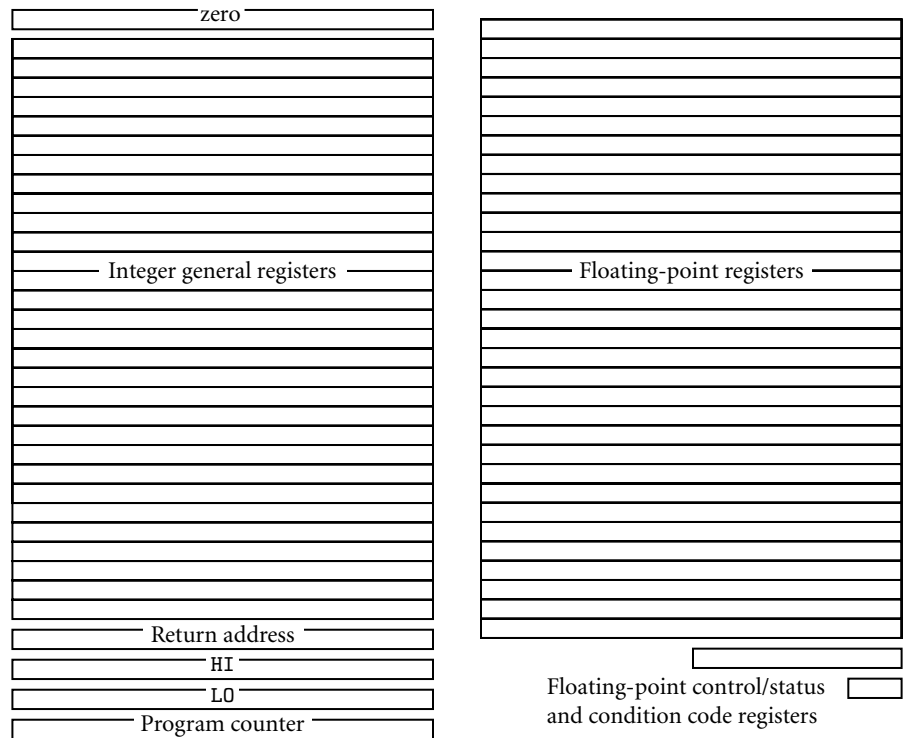 zero
Integer general registers
Return address
HI
LO
Program counter
Floating-point registers
Floating-point control/status
and condition code registers